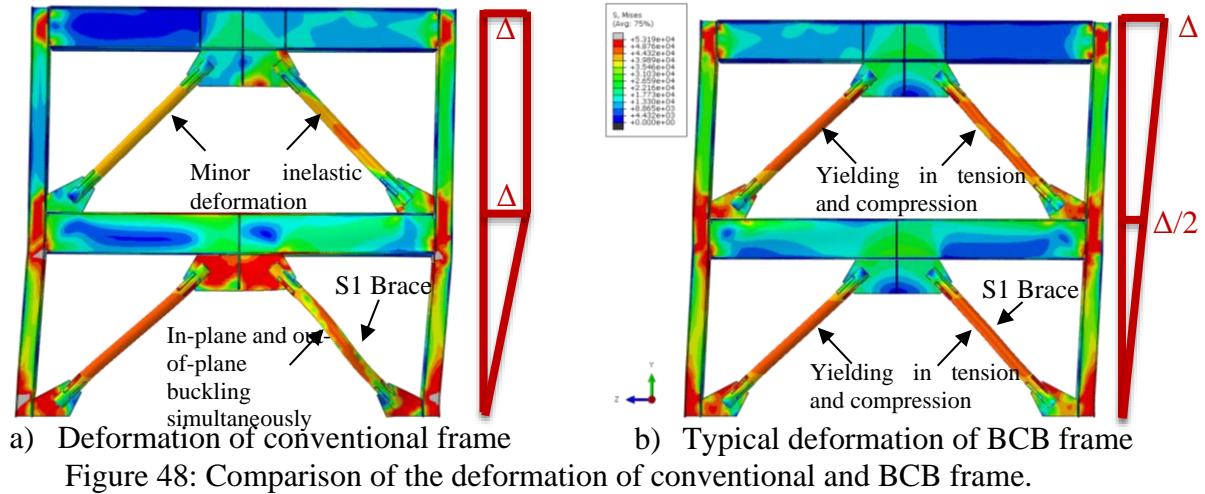 Δ
Minor inelastic
deformation
Δ
S1 Brace
In-plane and out-
of-plane
buckling
simultaneously
a) Deformation of conventional frame
S, Mises
(Avg: 75%)
+5.319e+04
+4.876e+04
+4.432e+04
+3.989e+04
+3.546e+04
+3.103e+04
+2.659e+04
+2.216e+04
+1.773e+04
+1.330e+04
+8.865e+03
+4.432e+03
+0.000e+00
Δ
Yielding in tension
and compression
Δ/2
S1 Brace
Yielding in tension
and compression
Y
Z
b) Typical deformation of BCB frame
Figure 48: Comparison of the deformation of conventional and BCB frame.